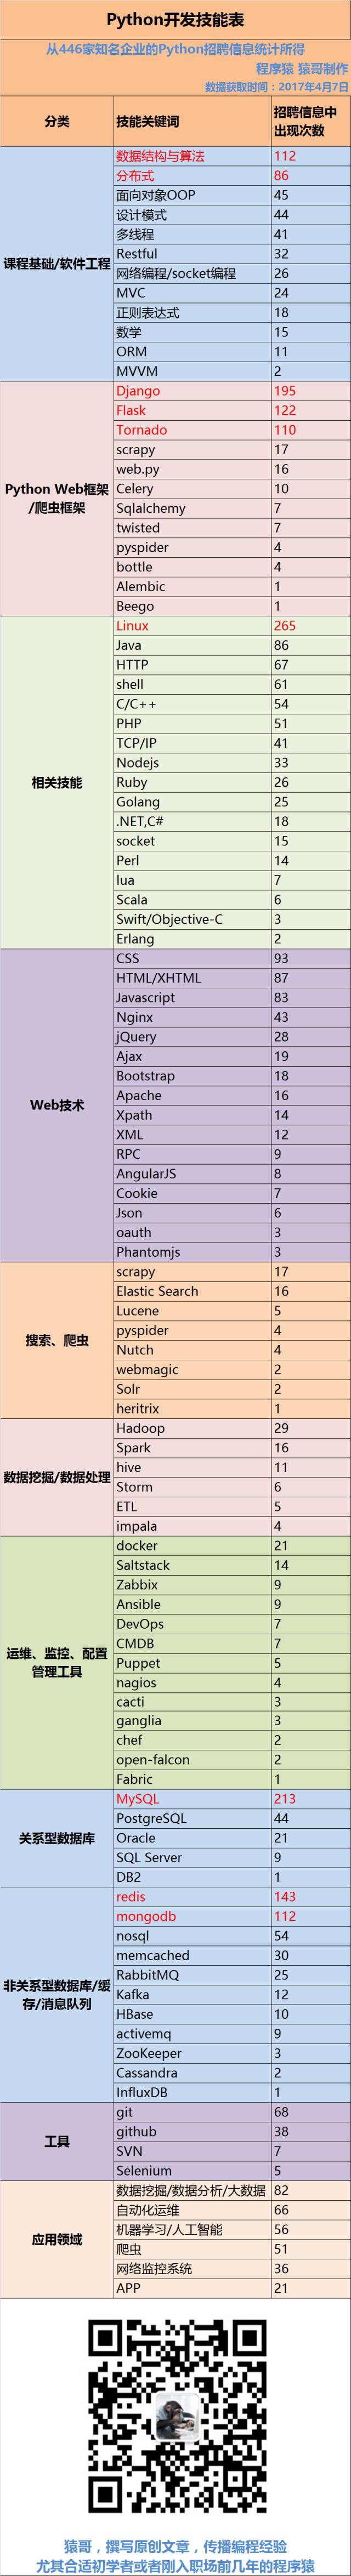 Python开发技能表
从446家知名企业的Python招聘信息统计所得
程序猿 猿哥制作
数据获取时间：2017年4月7日
分类 技能关键词 招聘信息中
出现次数
课程基础/软件工程
数据结构与算法 112
分布式 86
面向对象OOP 45
设计模式 44
多线程 41
Restful 32
网络编程/socket编程 26
MVC 24
正则表达式 18
数学 15
ORM 11
MVVM 2
Python Web框架
/爬虫框架
Django 195
Flask 122
Tornado 110
scrapy 17
web.py 16
Celery 10
Sqlalchemy 7
twisted 7
pyspider 4
bottle 4
Alembic 1
Beego 1
相关技能
Linux 265
Java 86
HTTP 67
shell 61
C/C++ 54
PHP 51
TCP/IP 41
Nodejs 33
Ruby 26
Golang 25
.NET,C# 18
socket 15
Perl 14
lua 7
Scala 6
Swift/Objective-C 3
Erlang 2
Web技术
CSS 93
HTML/XHTML 87
Javascript 83
Nginx 43
jQuery 28
Ajax 19
Bootstrap 18
Apache 16
Xpath 14
XML 12
RPC 9
AngularJS 8
Cookie 7
Json 6
oauth 3
Phantomjs 3
搜索、爬虫
scrapy 17
Elastic Search 16
Lucene 5
pyspider 4
Nutch 4
webmagic 2
Solr 2
heritrix 1
数据挖掘/数据处理
Hadoop 29
Spark 16
hive 11
Storm 6
ETL 5
impala 4
运维、监控、配置
管理工具
docker 21
Saltstack 14
Zabbix 9
Ansible 9
DevOps 7
CMDB 7
Puppet 5
nagios 4
cacti 3
ganglia 3
chef 2
open-falcon 2
Fabric 1
关系型数据库
MySQL 213
PostgreSQL 44
Oracle 21
SQL Server 9
DB2 1
非关系型数据库/缓
存/消息队列
redis 143
mongodb 112
nosql 54
memcached 30
RabbitMQ 25
Kafka 12
HBase 10
activemq 9
ZooKeeper 3
Cassandra 2
InfluxDB 1
工具
git 68
github 38
SVN 7
Selenium 5
应用领域
数据挖掘/数据分析/大数据 82
自动化运维 66
机器学习/人工智能 56
爬虫 51
网络监控系统 36
APP 21
猿哥，撰写原创文章，传播编程经验
尤其合适初学者或者刚入职场前几年的程序猿